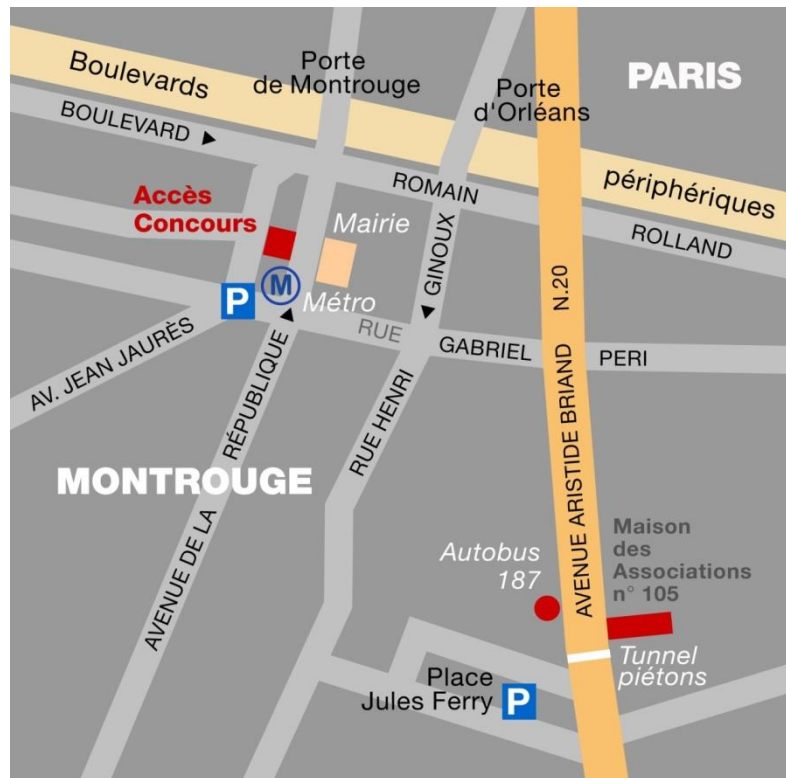 Boulevards
Porte
de Montrouge
PARIS
Porte
d'Orléans
BOULEVARD
ROMAIN
périphériques
ROLLAND
Accès
Concours
Mairie
GINOUX
N.20
M
P
Métro
RUE
GABRIEL
PERI
AV. JEAN JAURÈS
RÉPUBLIQUE
RUE HENRI
AVENUE ARISTIDE BRIAND
MONTROUGE
AVENUE DE LA
Autobus
187
Maison
des
Associations
n° 105
Tunnel
piétons
Place
Jules Ferry
P